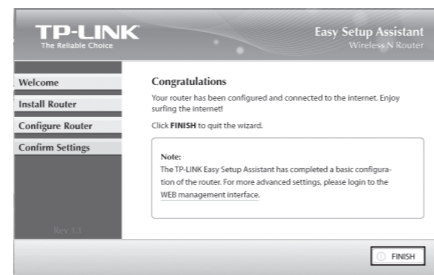 TP-LINK
The Reliable Choice
Easy Setup Assistant
Wireless N Router
Welcome
Install Router
Configure Router
Confirm Settings
Rev 1.1
Congratulations
Your router has been configured and connected to the internet. Enjoy
surfing the internet!
Click FINISH to quit the wizard.
Note:
The TP-LINK Easy Setup Assistant has completed a basic configura-
tion of the router. For more advanced settings, please login to the
WEB management interface.
FINISH